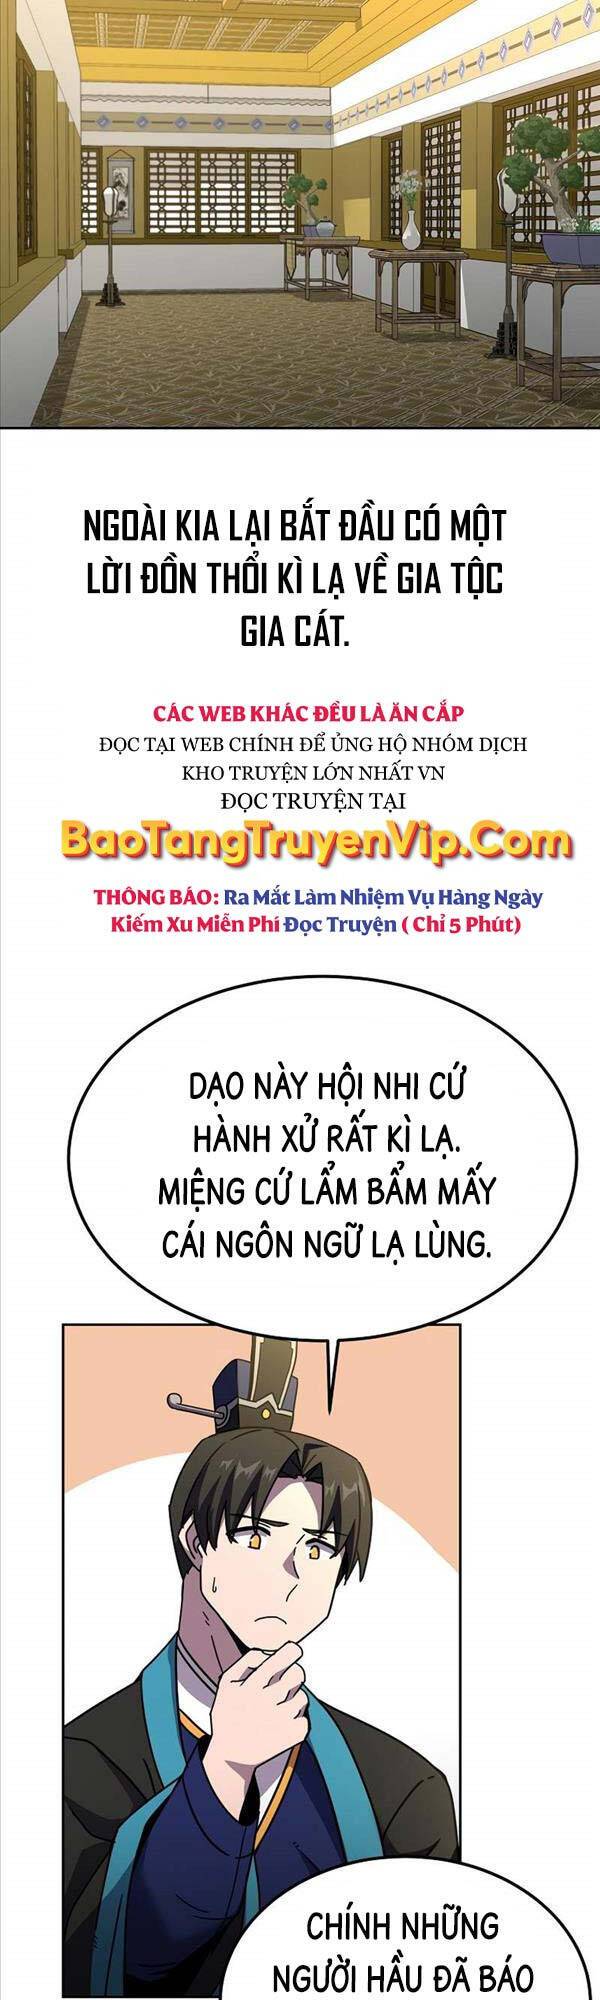 NGOÀI KIA LẠI BẮT ĐẦU CÓ MỘT
LỜI ĐỒN THỔI KÌ LẠ VỀ GIA TỘC
GIA CÁT.
CÁC WEB KHÁC ĐỀU LÀ ĂN CẮP
ĐỌC TẠI WEB CHÍNH ĐỂ ỦNG HỘ NHÓM DỊCH
KHO TRUYỆN LỚN NHẤT VN
ĐỌC TRUYỆN TẠI
BaoTangTruyenVip.Com
THÔNG BÁO: Ra Mắt Làm Nhiệm Vụ Hàng Ngày
Kiếm Xu Miễn Phí Đọc Truyện ( Chỉ 5 Phút)
DẠO NÀY HỘI NHI CỨ
HÀNH XỬ RẤT KÌ LẠ.
MIỆNG CỨ LẨM BẨM MẤY
CÁI NGÔN NGỮ LẠ LÙNG.
CHÍNH NHỮNG
NGƯỜI HẦU ĐÃ BÁO